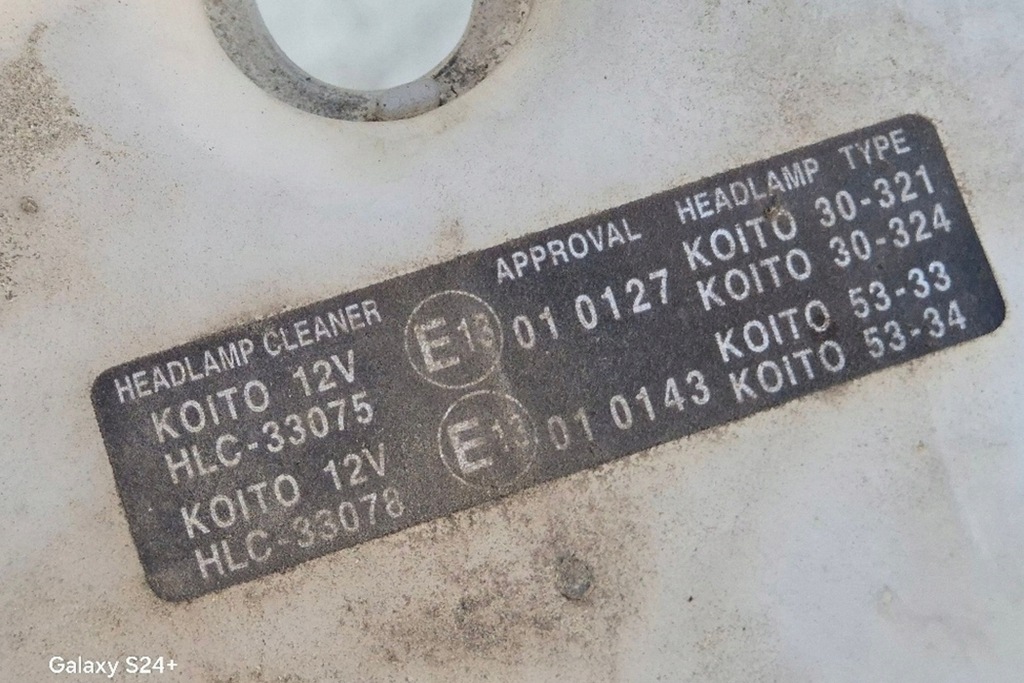 HEADLAMP CLEANER APPROVAL HEADLAMP TYPE
KOITO 12V E13 01 0127 KOITO 30-321
HLC-33075 KOITO 30-324
KOITO 12V E13 01 0143 KOITO 53-33
HLC-33078 KOITO 53-34
Galaxy S24+